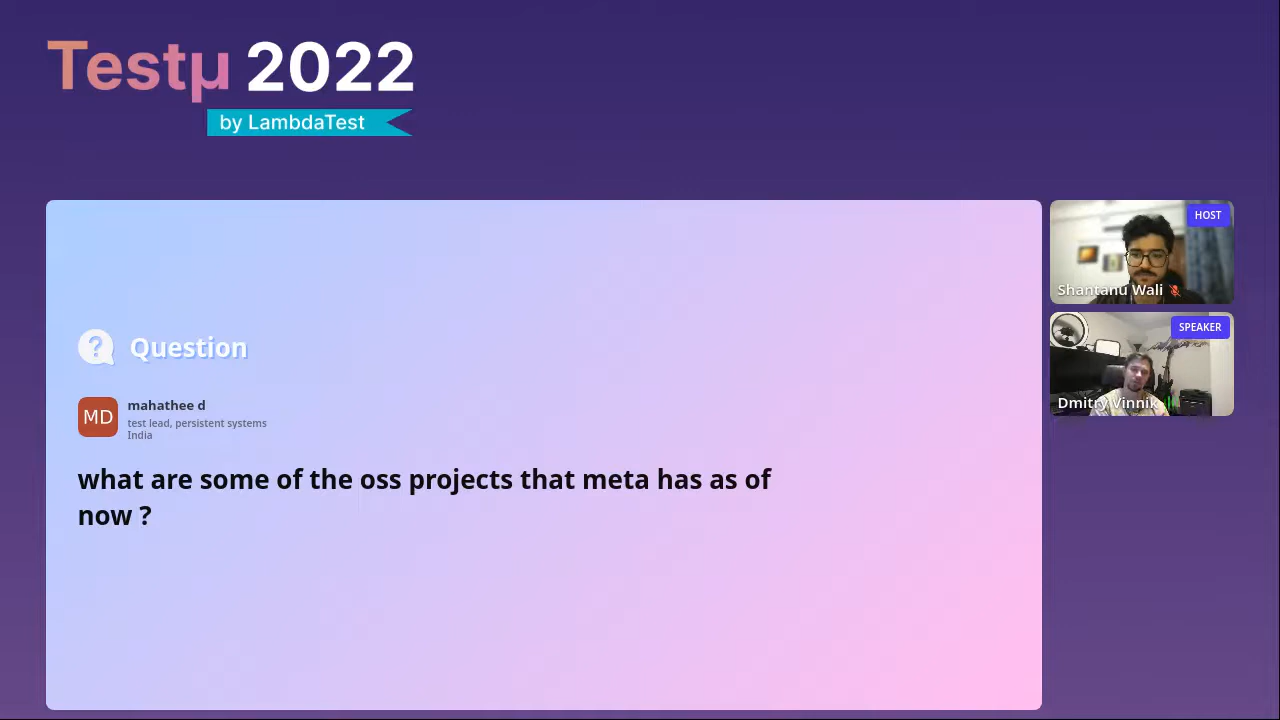 Testµ 2022
by LambdaTest
HOST
Shantanu Wali
SPEAKER
Dmitry Vinnik
? Question
MD
mahathee d
test lead, persistent systems
India
what are some of the oss projects that meta has as of
now ?